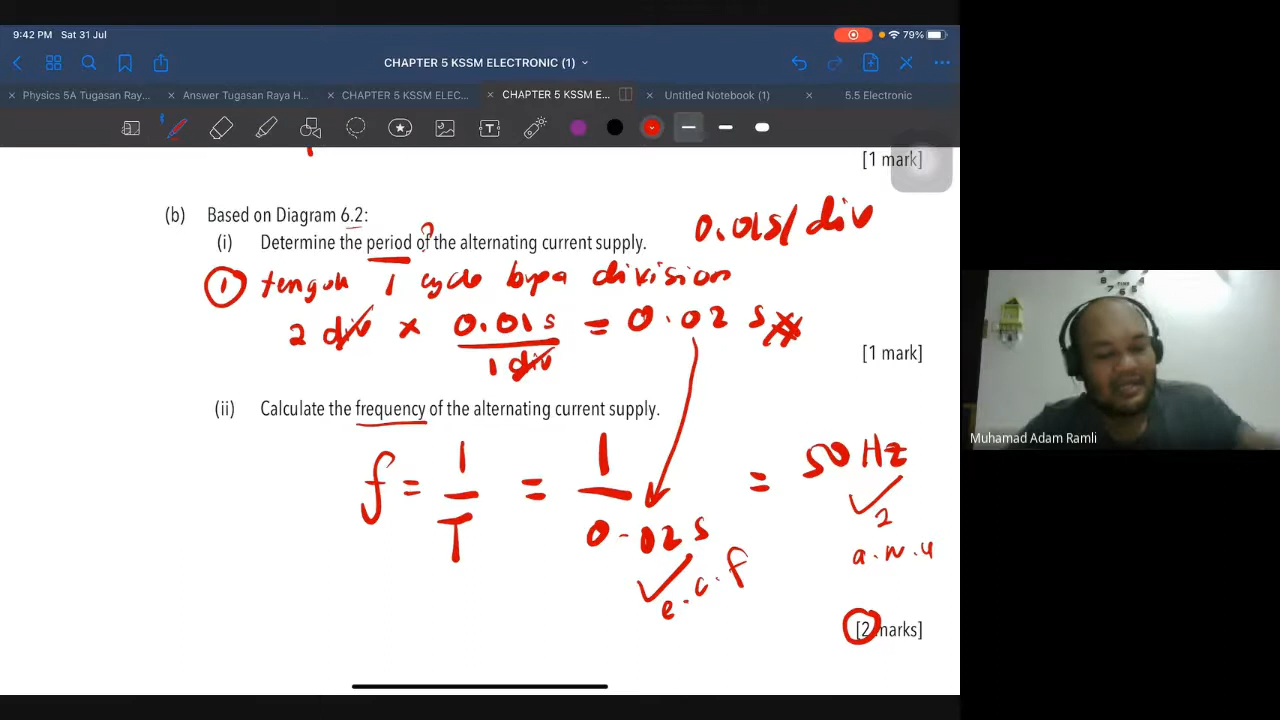 9:42 PM Sat 31 Jul
79%
CHAPTER 5 KSSM ELECTRONIC (1)
Physics 5A Tugasan Ray...
Answer Tugasan Raya H...
CHAPTER 5 KSSM ELEC...
CHAPTER 5 KSSM E...
Untitled Notebook (1)
5.5 Electronic
[1 mark]
(b) Based on Diagram 6.2:
0.01s/div
(i) Determine the period of the alternating current supply.
① tengok 1 cycle brpa division
2 div × 0.01s = 0.02 s
1 div
[1 mark]
(ii) Calculate the frequency of the alternating current supply.
f = 1 = 1 = 50 Hz
T 0.02s
✓ 2
a.w.u
✓ e.c.f
[2 marks]
Muhamad Adam Ramli